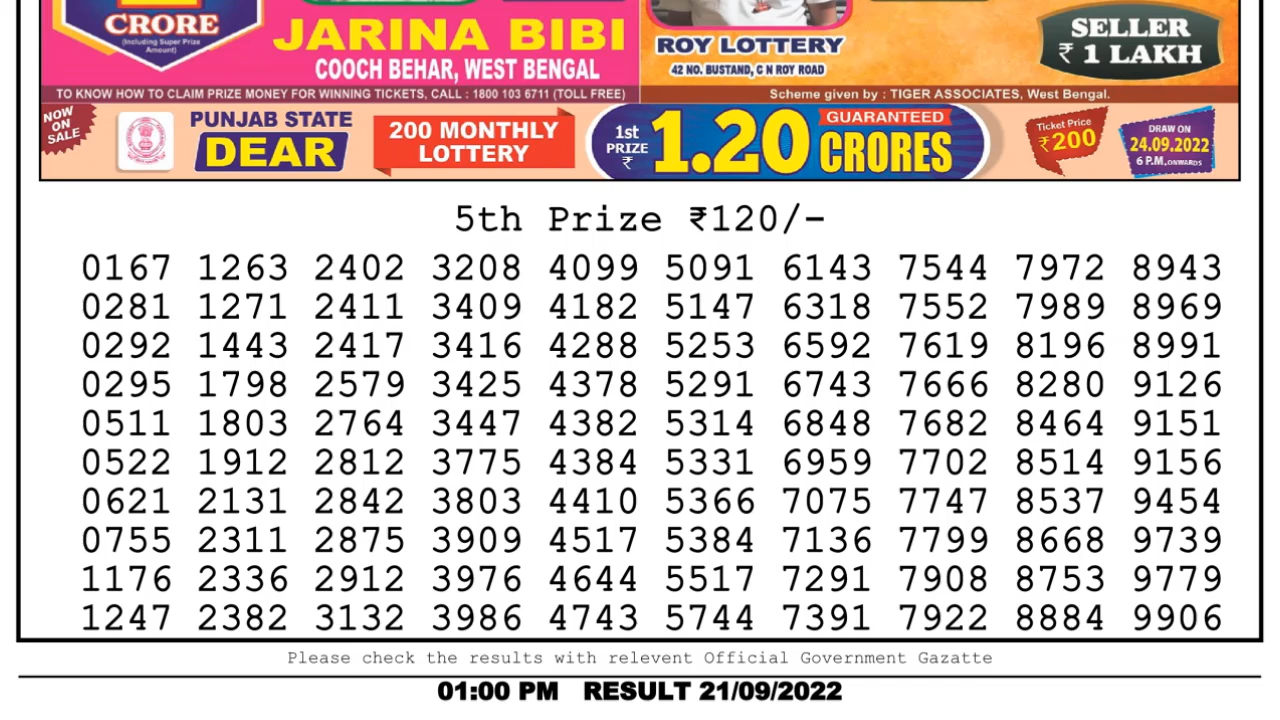 CRORE
(Including Super Prize
Amount)
JARINA BIBI
COOCH BEHAR, WEST BENGAL
ROY LOTTERY
42 NO. BUSTAND, C N ROY ROAD
SELLER
₹ 1 LAKH
TO KNOW HOW TO CLAIM PRIZE MONEY FOR WINNING TICKETS, CALL : 1800 103 6711 (TOLL FREE)
Scheme given by : TIGER ASSOCIATES, West Bengal.
NOW
ON
SALE
PUNJAB STATE
DEAR
200 MONTHLY
LOTTERY
1st
PRIZE
₹
1.20
GUARANTEED
CRORES
Ticket Price
₹200
DRAW ON
24.09.2022
6 P.M. ONWARDS
5th Prize ₹120/-
0167 1263 2402 3208 4099 5091 6143 7544 7972 8943
0281 1271 2411 3409 4182 5147 6318 7552 7989 8969
0292 1443 2417 3416 4288 5253 6592 7619 8196 8991
0295 1798 2579 3425 4378 5291 6743 7666 8280 9126
0511 1803 2764 3447 4382 5314 6848 7682 8464 9151
0522 1912 2812 3775 4384 5331 6959 7702 8514 9156
0621 2131 2842 3803 4410 5366 7075 7747 8537 9454
0755 2311 2875 3909 4517 5384 7136 7799 8668 9739
1176 2336 2912 3976 4644 5517 7291 7908 8753 9779
1247 2382 3132 3986 4743 5744 7391 7922 8884 9906
Please check the results with relevent Official Government Gazatte
01:00 PM RESULT 21/09/2022